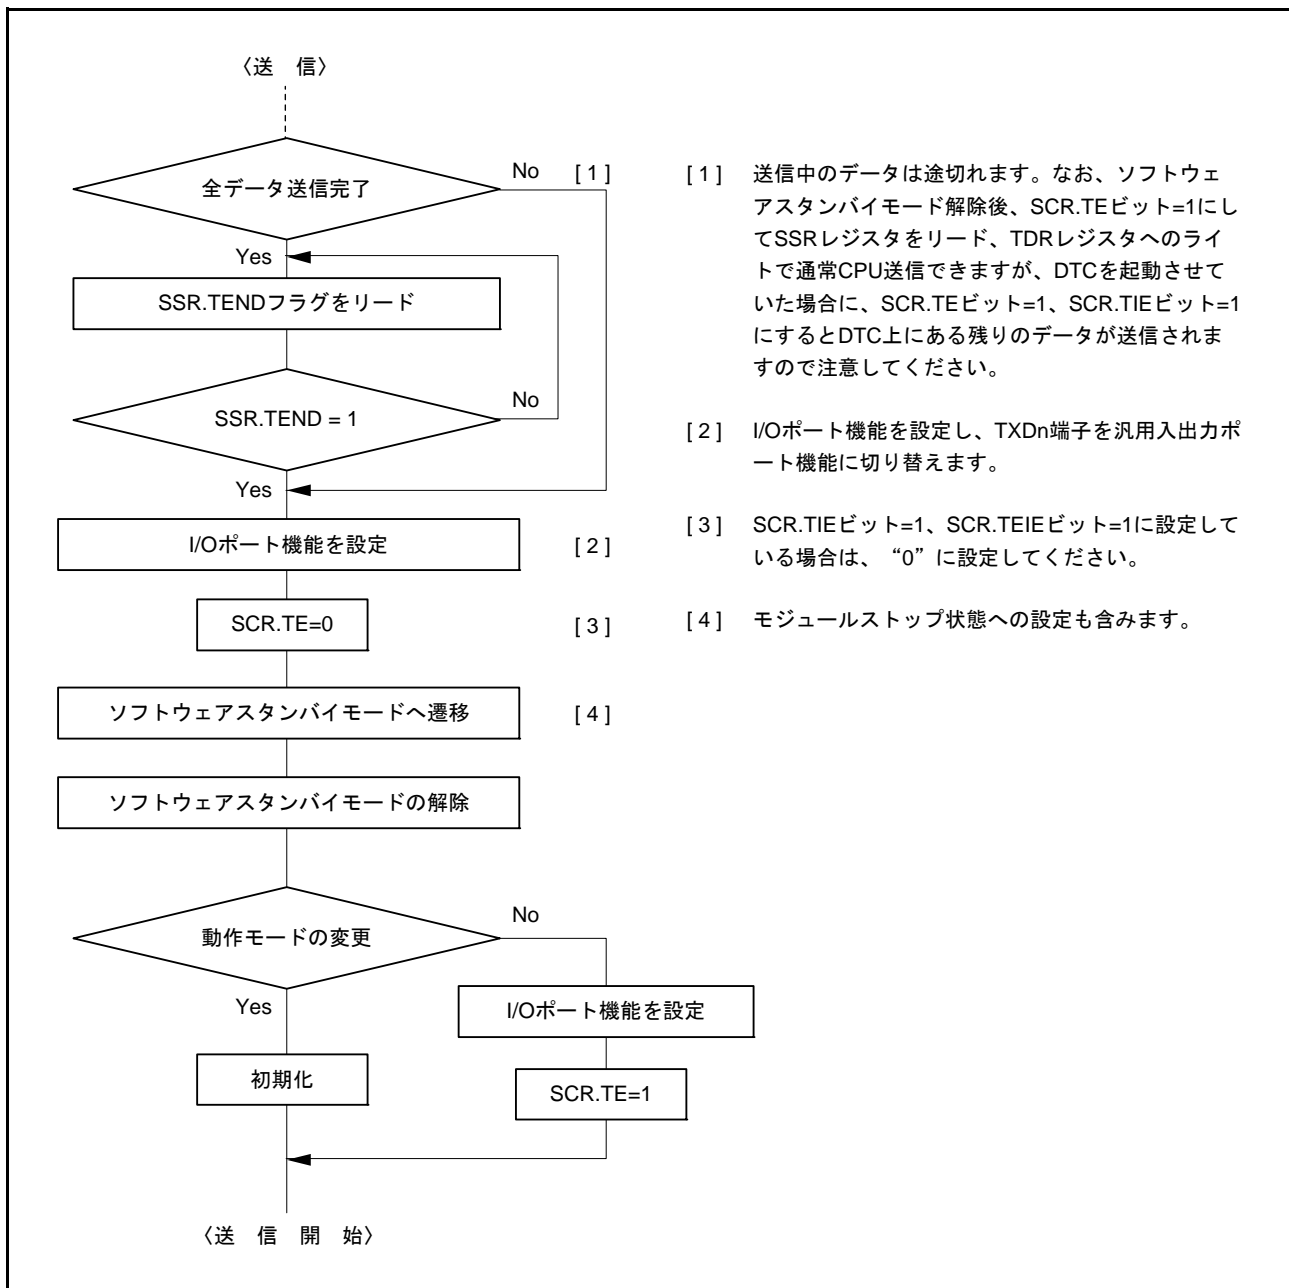 〈送　信〉
全データ送信完了
No
[ 1 ]
Yes
SSR.TENDフラグをリード
SSR.TEND = 1
No
Yes
I/Oポート機能を設定
[ 2 ]
SCR.TE=0
[ 3 ]
ソフトウェアスタンバイモードへ遷移
[ 4 ]
ソフトウェアスタンバイモードの解除
動作モードの変更
No
Yes
I/Oポート機能を設定
初期化
SCR.TE=1
〈送　信　開　始〉
[ 1 ]　送信中のデータは途切れます。なお、ソフトウェ
アスタンバイモード解除後、SCR.TEビット=1にし
てSSRレジスタをリード、TDRレジスタへのライ
トで通常CPU送信できますが、DTCを起動させて
いた場合に、SCR.TEビット=1、SCR.TIEビット=1
にするとDTC上にある残りのデータが送信されま
すので注意してください。
[ 2 ]　I/Oポート機能を設定し、TXDn端子を汎用入出力ポ
ート機能に切り替えます。
[ 3 ]　SCR.TIEビット=1、SCR.TEIEビット=1に設定して
いる場合は、“0”に設定してください。
[ 4 ]　モジュールストップ状態への設定も含みます。